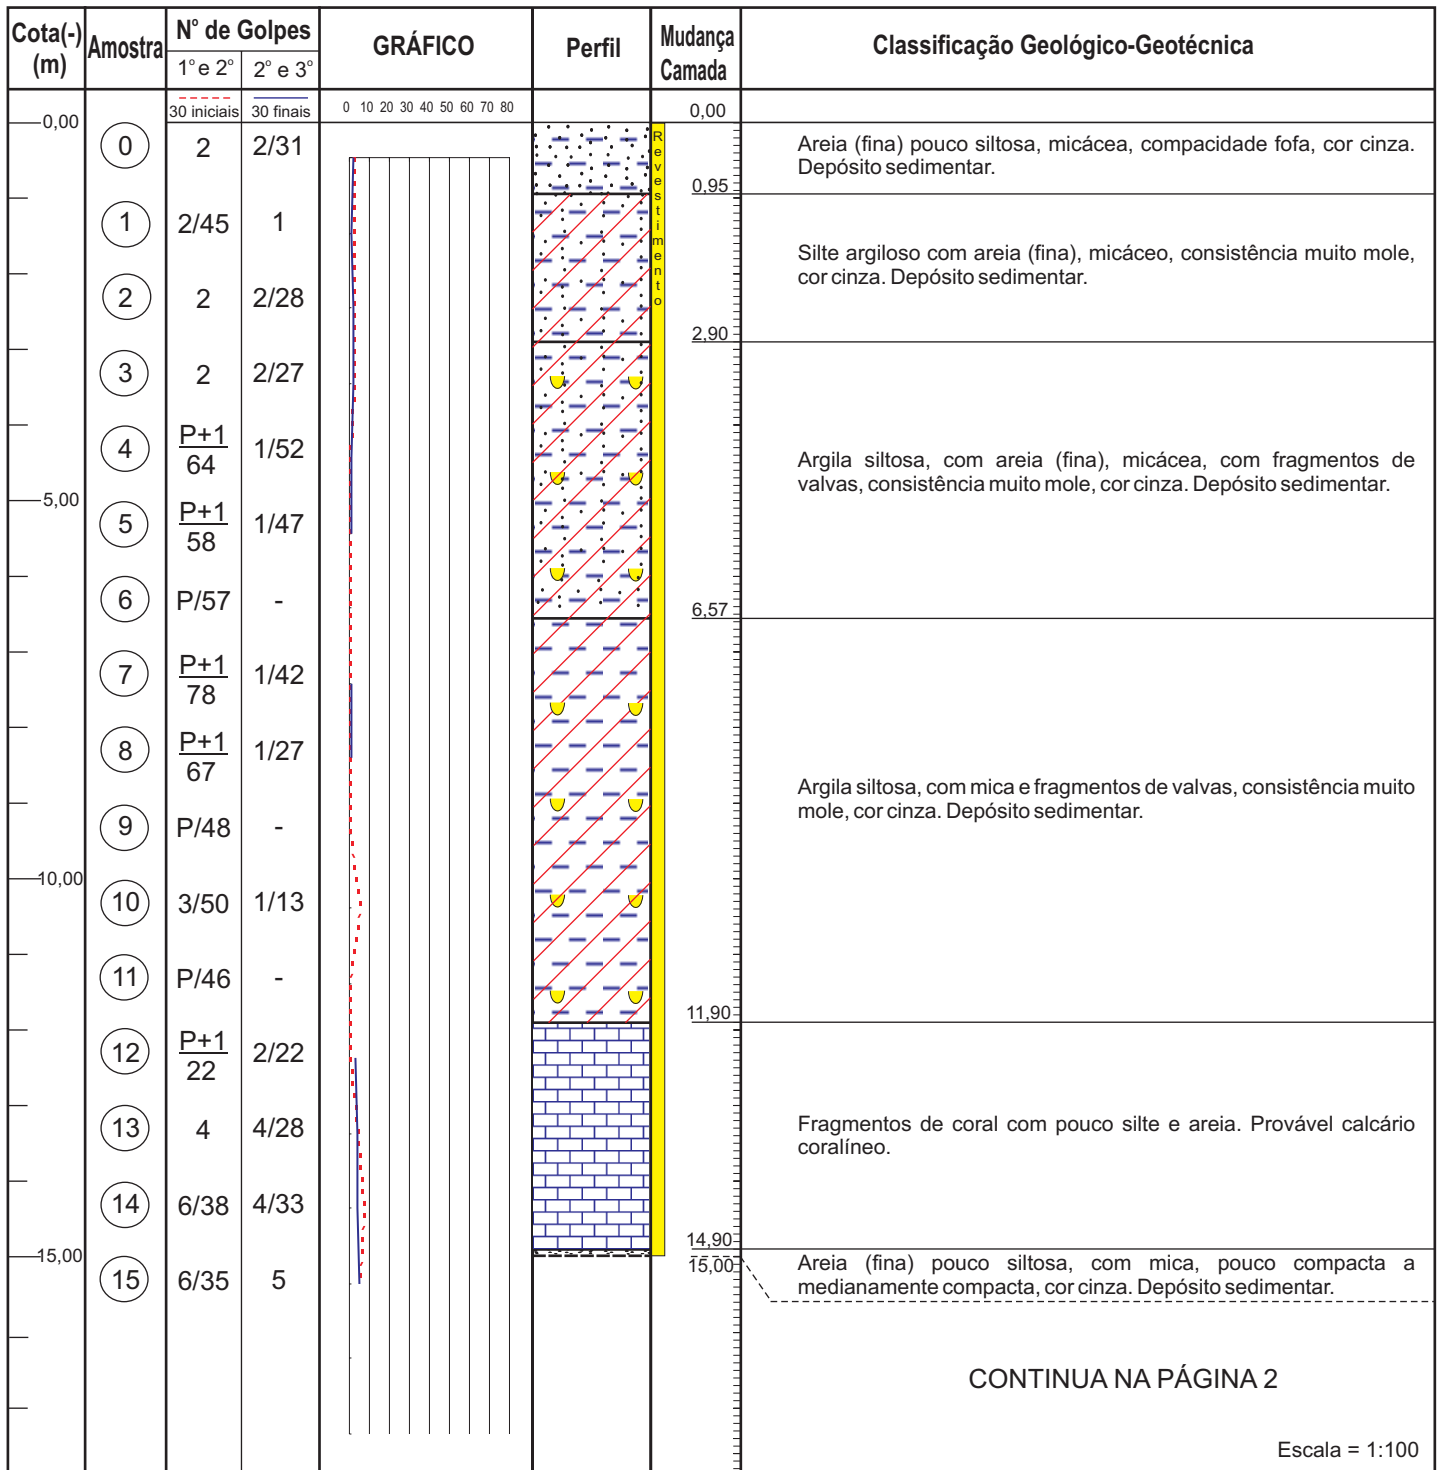 Cota(-) (m) Amostra N° de Golpes GRÁFICO Perfil Mudança Camada Classificação Geológico-Geotécnica
1° e 2° 2° e 3°
30 iniciais 30 finais 0 10 20 30 40 50 60 70 80 0,00
0,00
0 2 2/31
Revestimento
Areia (fina) pouco siltosa, micácea, compacidade fofa, cor cinza.
Depósito sedimentar.
0,95
1 2/45 1
Silte argiloso com areia (fina), micáceo, consistência muito mole,
cor cinza. Depósito sedimentar.
2 2 2/28
2,90
3 2 2/27
4 P+1/64 1/52
Argila siltosa, com areia (fina), micácea, com fragmentos de
valvas, consistência muito mole, cor cinza. Depósito sedimentar.
5,00
5 P+1/58 1/47
6 P/57 -
6,57
7 P+1/78 1/42
8 P+1/67 1/27
Argila siltosa, com mica e fragmentos de valvas, consistência muito
mole, cor cinza. Depósito sedimentar.
9 P/48 -
10,00
10 3/50 1/13
11 P/46 -
11,90
12 P+1/22 2/22
13 4 4/28
Fragmentos de coral com pouco silte e areia. Provável calcário
coralíneo.
14 6/38 4/33
14,90
15,00
15,00
Areia (fina) pouco siltosa, com mica, pouco compacta a
medianamente compacta, cor cinza. Depósito sedimentar.
15 6/35 5
CONTINUA NA PÁGINA 2
Escala = 1:100